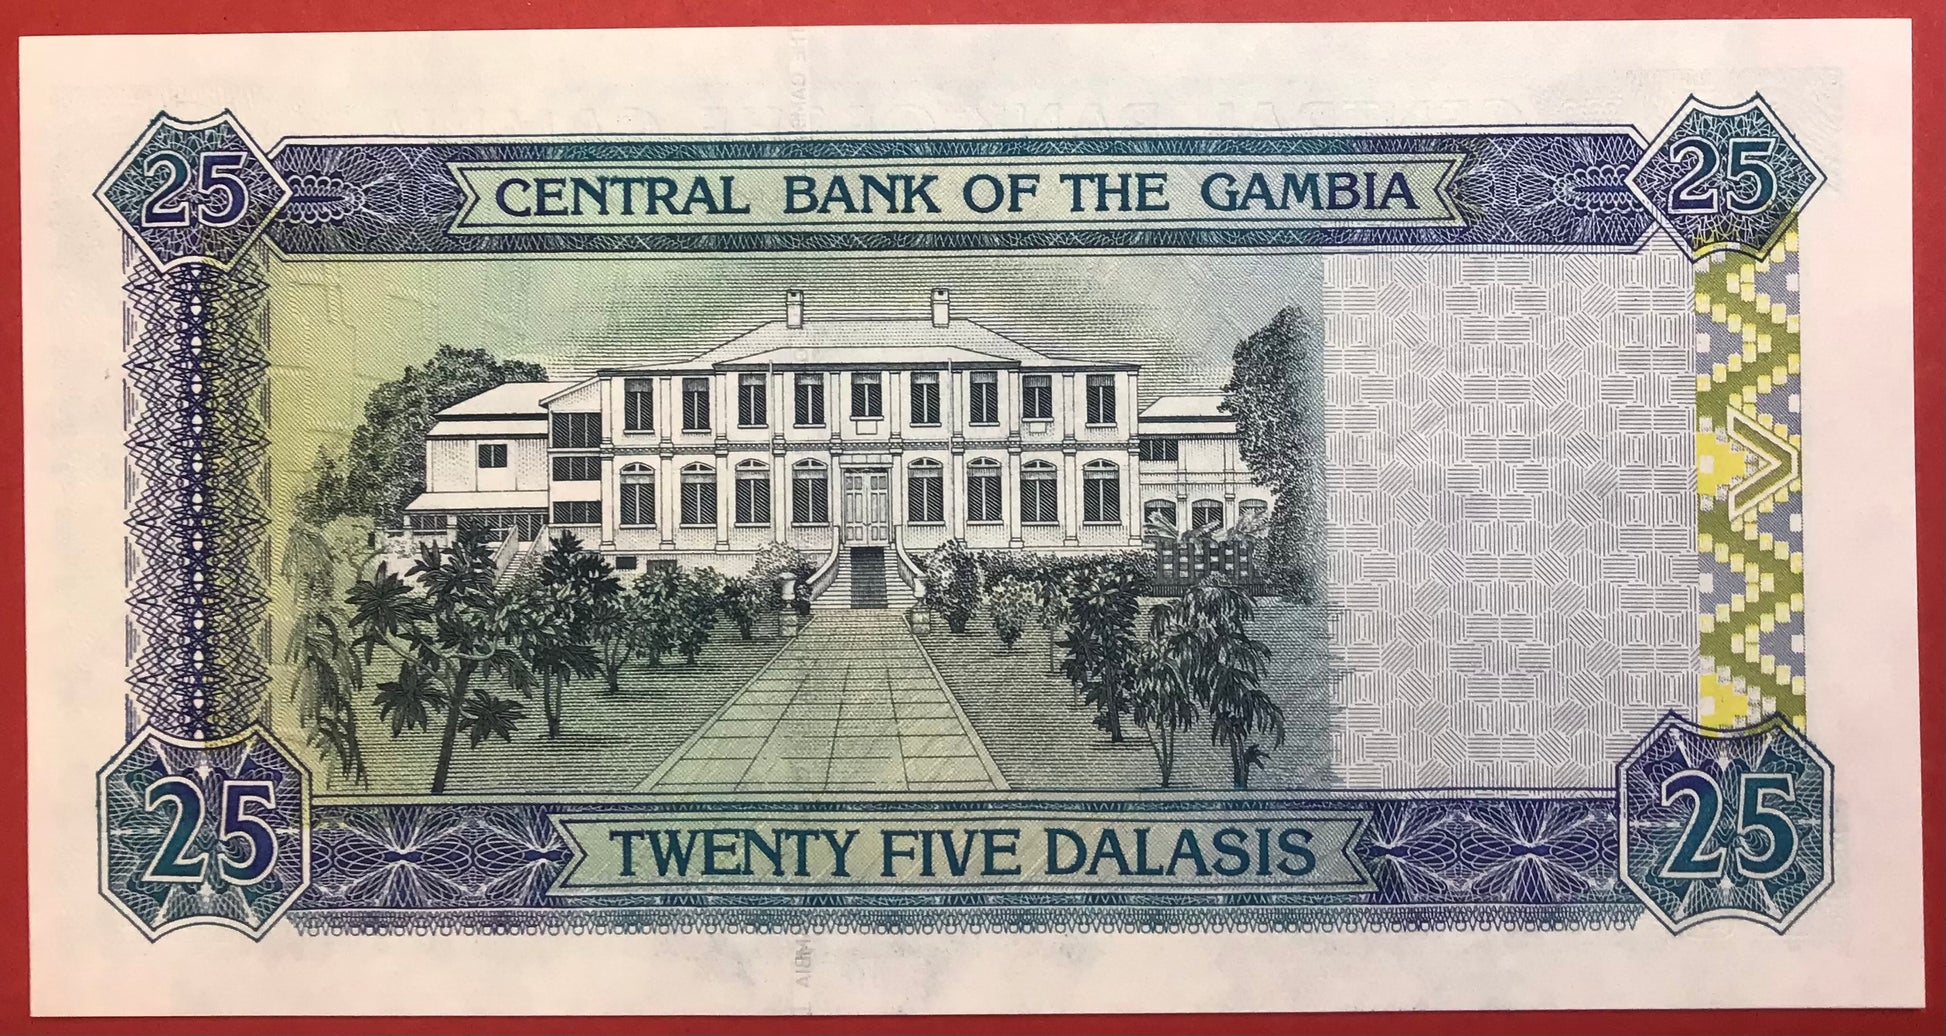 25 CENTRAL BANK OF THE GAMBIA 25
25 TWENTY FIVE DALASIS 25